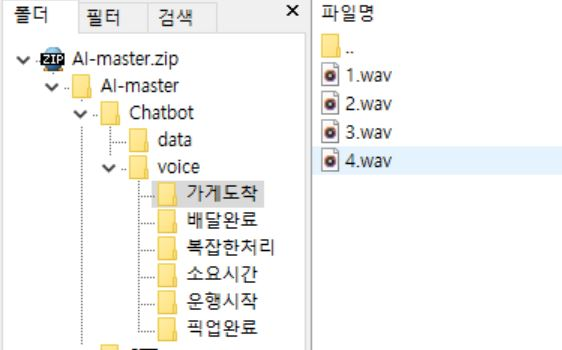 폴더 필터 검색
AI-master.zip
AI-master
Chatbot
data
voice
가게도착
배달완료
복잡한처리
소요시간
운행시작
픽업완료
파일명
..
1.wav
2.wav
3.wav
4.wav